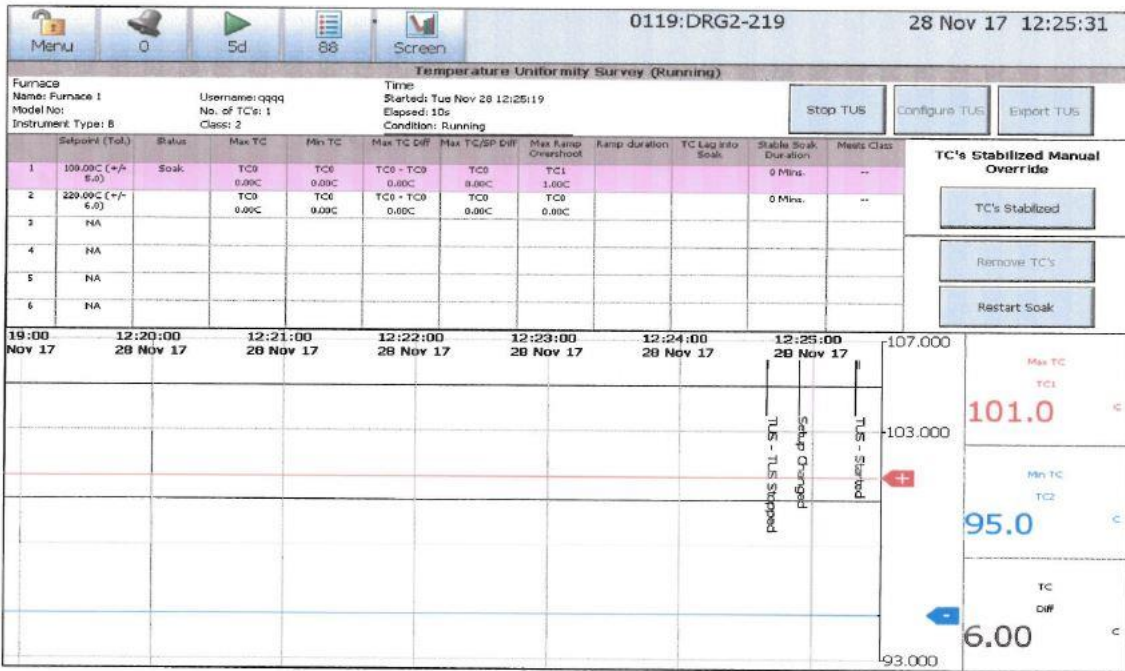 0119:DRG2-219
28 Nov 17 12:25:31
Menu
0
5d
88
Screen
Temperature Uniformity Survey (Running)
Furnace
Name: Furnace 1
Model No:
Instrument Type: B
Username: qqqq
No. of TC's: 1
Class: 2
Time
Started: Tue Nov 28 12:25:19
Elapsed: 10s
Condition: Running
Stop TUS
Configure TUS
Export TUS
Setpoint (Tol.) Status Max TC Min TC Max TC Diff Max TC/SP Diff Max Ramp Overshoot Ramp duration TC Lag into Soak Stable Soak Duration Meets Class
1 100.00C (+/- 5.0) Soak TC0 TC0 TC0 - TC0 TC0 TC1 0 Mins. --
0.00C 0.00C 0.00C 0.00C 1.00C
2 220.00C (+/- 6.0) TC0 TC0 TC0 - TC0 TC0 TC0 0 Mins. --
0.00C 0.00C 0.00C 0.00C 0.00C
3 NA
4 NA
5 NA
6 NA
TC's Stabilized Manual
Override
TC's Stabilized
Remove TC's
Restart Soak
19:00 12:20:00 12:21:00 12:22:00 12:23:00 12:24:00 12:25:00
Nov 17 28 Nov 17 28 Nov 17 28 Nov 17 28 Nov 17 28 Nov 17 28 Nov 17
107.000
103.000
93.000
TUS - TUS Stopped
Setup Changed
TUS - Started
+
-
Max TC
TC1
101.0 C
Min TC
TC2
95.0 C
TC
Diff
6.00 C